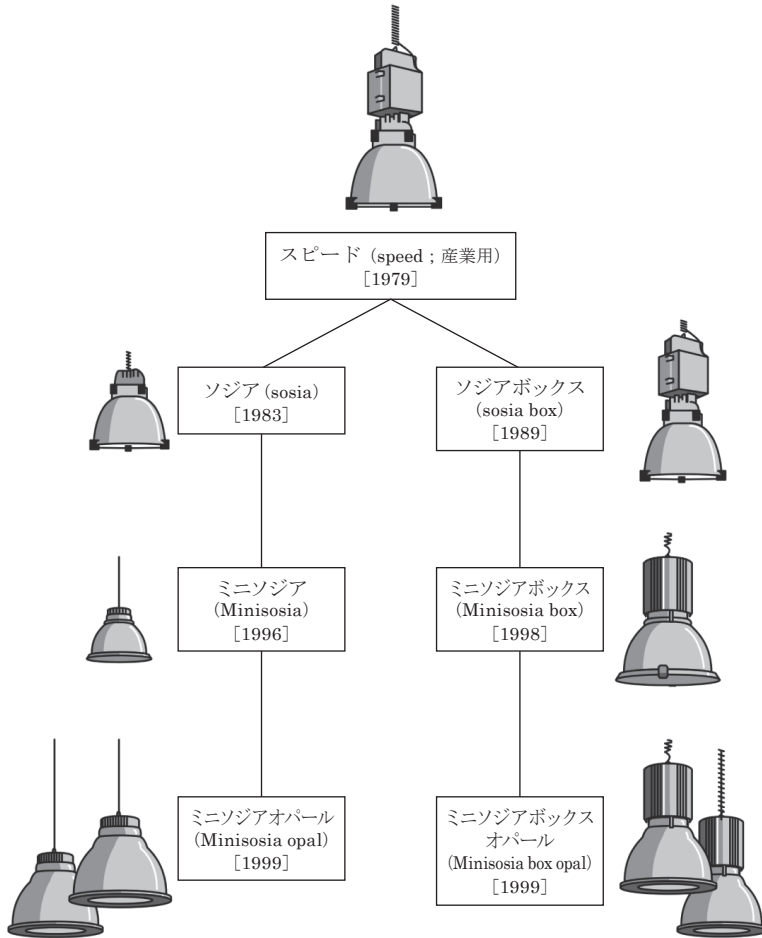 スピード (speed ; 産業用)
［1979］
ソジア (sosia)
［1983］
ソジアボックス
(sosia box)
［1989］
ミニソジア
(Minisosia)
［1996］
ミニソジアボックス
(Minisosia box)
［1998］
ミニソジアオパール
(Minisosia opal)
［1999］
ミニソジアボックス
オパール
(Minisosia box opal)
［1999］